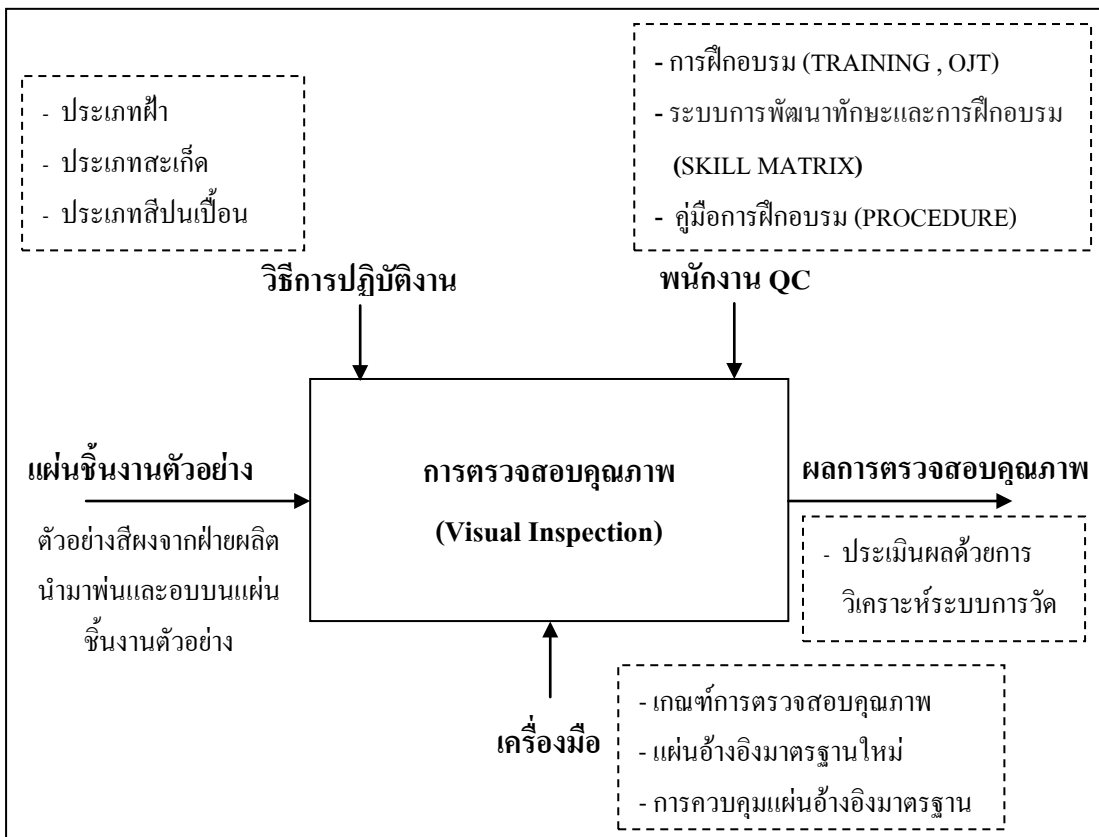 - ประเภทฝ้า
- ประเภทสะเก็ด
- ประเภทสีปนเปื้อน
วิธีการปฏิบัติงาน
- การฝึกอบรม (TRAINING , OJT)
- ระบบการพัฒนาทักษะและการฝึกอบรม
(SKILL MATRIX)
- คู่มือการฝึกอบรม (PROCEDURE)
พนักงาน QC
แผ่นชิ้นงานตัวอย่าง
ตัวอย่างสีผงจากฝ่ายผลิต
นำมาพ่นและอบบนแผ่น
ชิ้นงานตัวอย่าง
การตรวจสอบคุณภาพ
(Visual Inspection)
ผลการตรวจสอบคุณภาพ
- ประเมินผลด้วยการ
วิเคราะห์ระบบการวัด
เครื่องมือ
- เกณฑ์การตรวจสอบคุณภาพ
- แผ่นอ้างอิงมาตรฐานใหม่
- การควบคุมแผ่นอ้างอิงมาตรฐาน